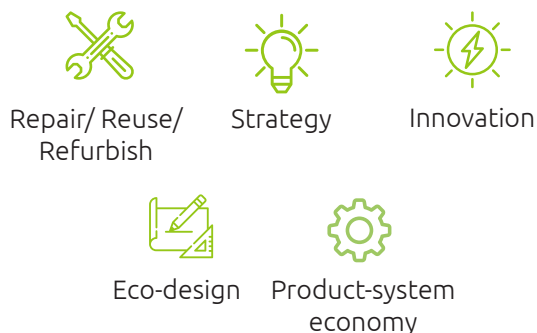 Repair/ Reuse/
Refurbish
Strategy
Innovation
Eco-design
Product-system
economy